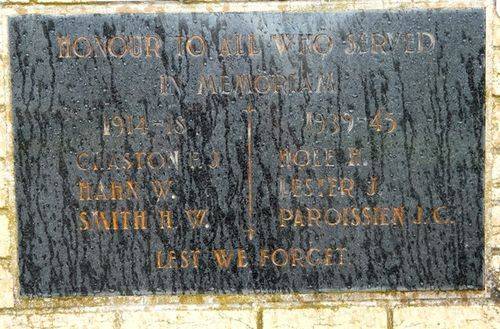 HONOUR TO ALL WHO SERVED
IN MEMORIAM
1914-18
F.J.
HAHN W.
SMITH H.W.
1939-45
HOLE H.
LESTER J.
PAROISSIEN J.C.
LEST WE FORGET